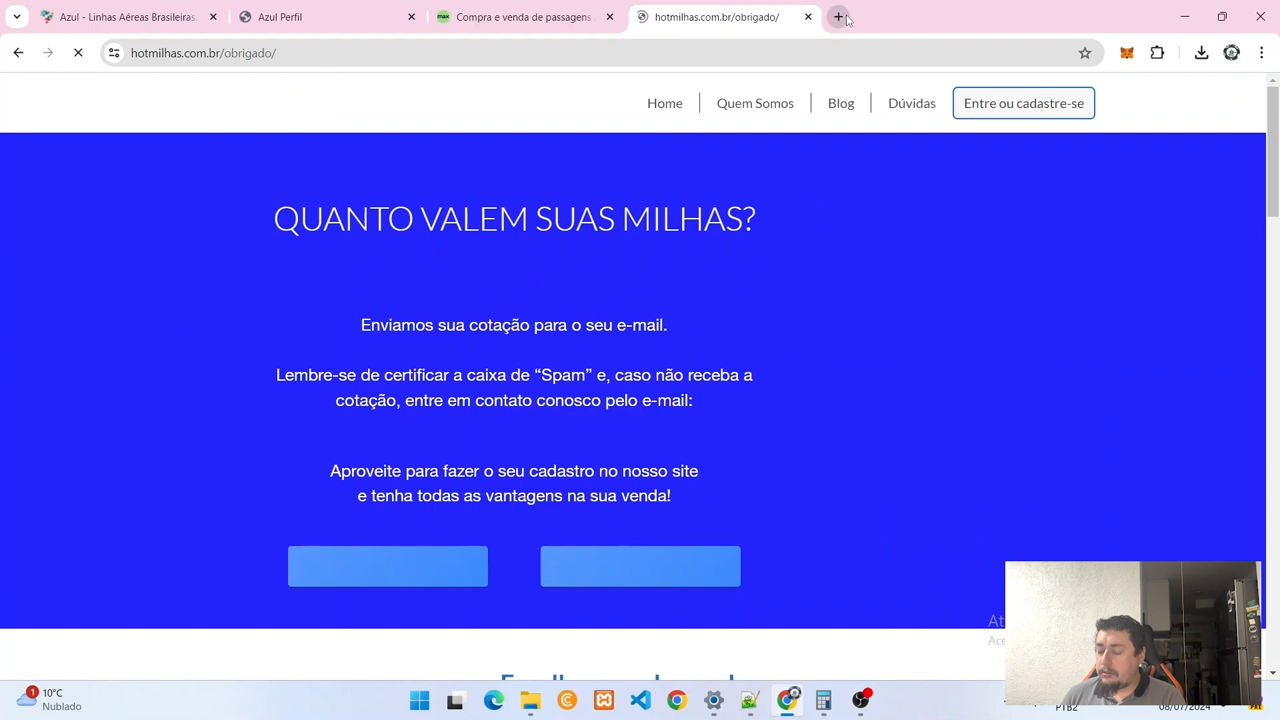 Azul - Linhas Aéreas Brasileiras
Azul Perfil
max
Compra e venda de passagens
hotmilhas.com.br/obrigado/
hotmilhas.com.br/obrigado/
Home
Quem Somos
Blog
Dúvidas
Entre ou cadastre-se
QUANTO VALEM SUAS MILHAS?
Enviamos sua cotação para o seu e-mail.
Lembre-se de certificar a caixa de “Spam” e, caso não receba a
cotação, entre em contato conosco pelo e-mail:
Aproveite para fazer o seu cadastro no nosso site
e tenha todas as vantagens na sua venda!
1
10°C
Nublado
PTB2
08/07/2024